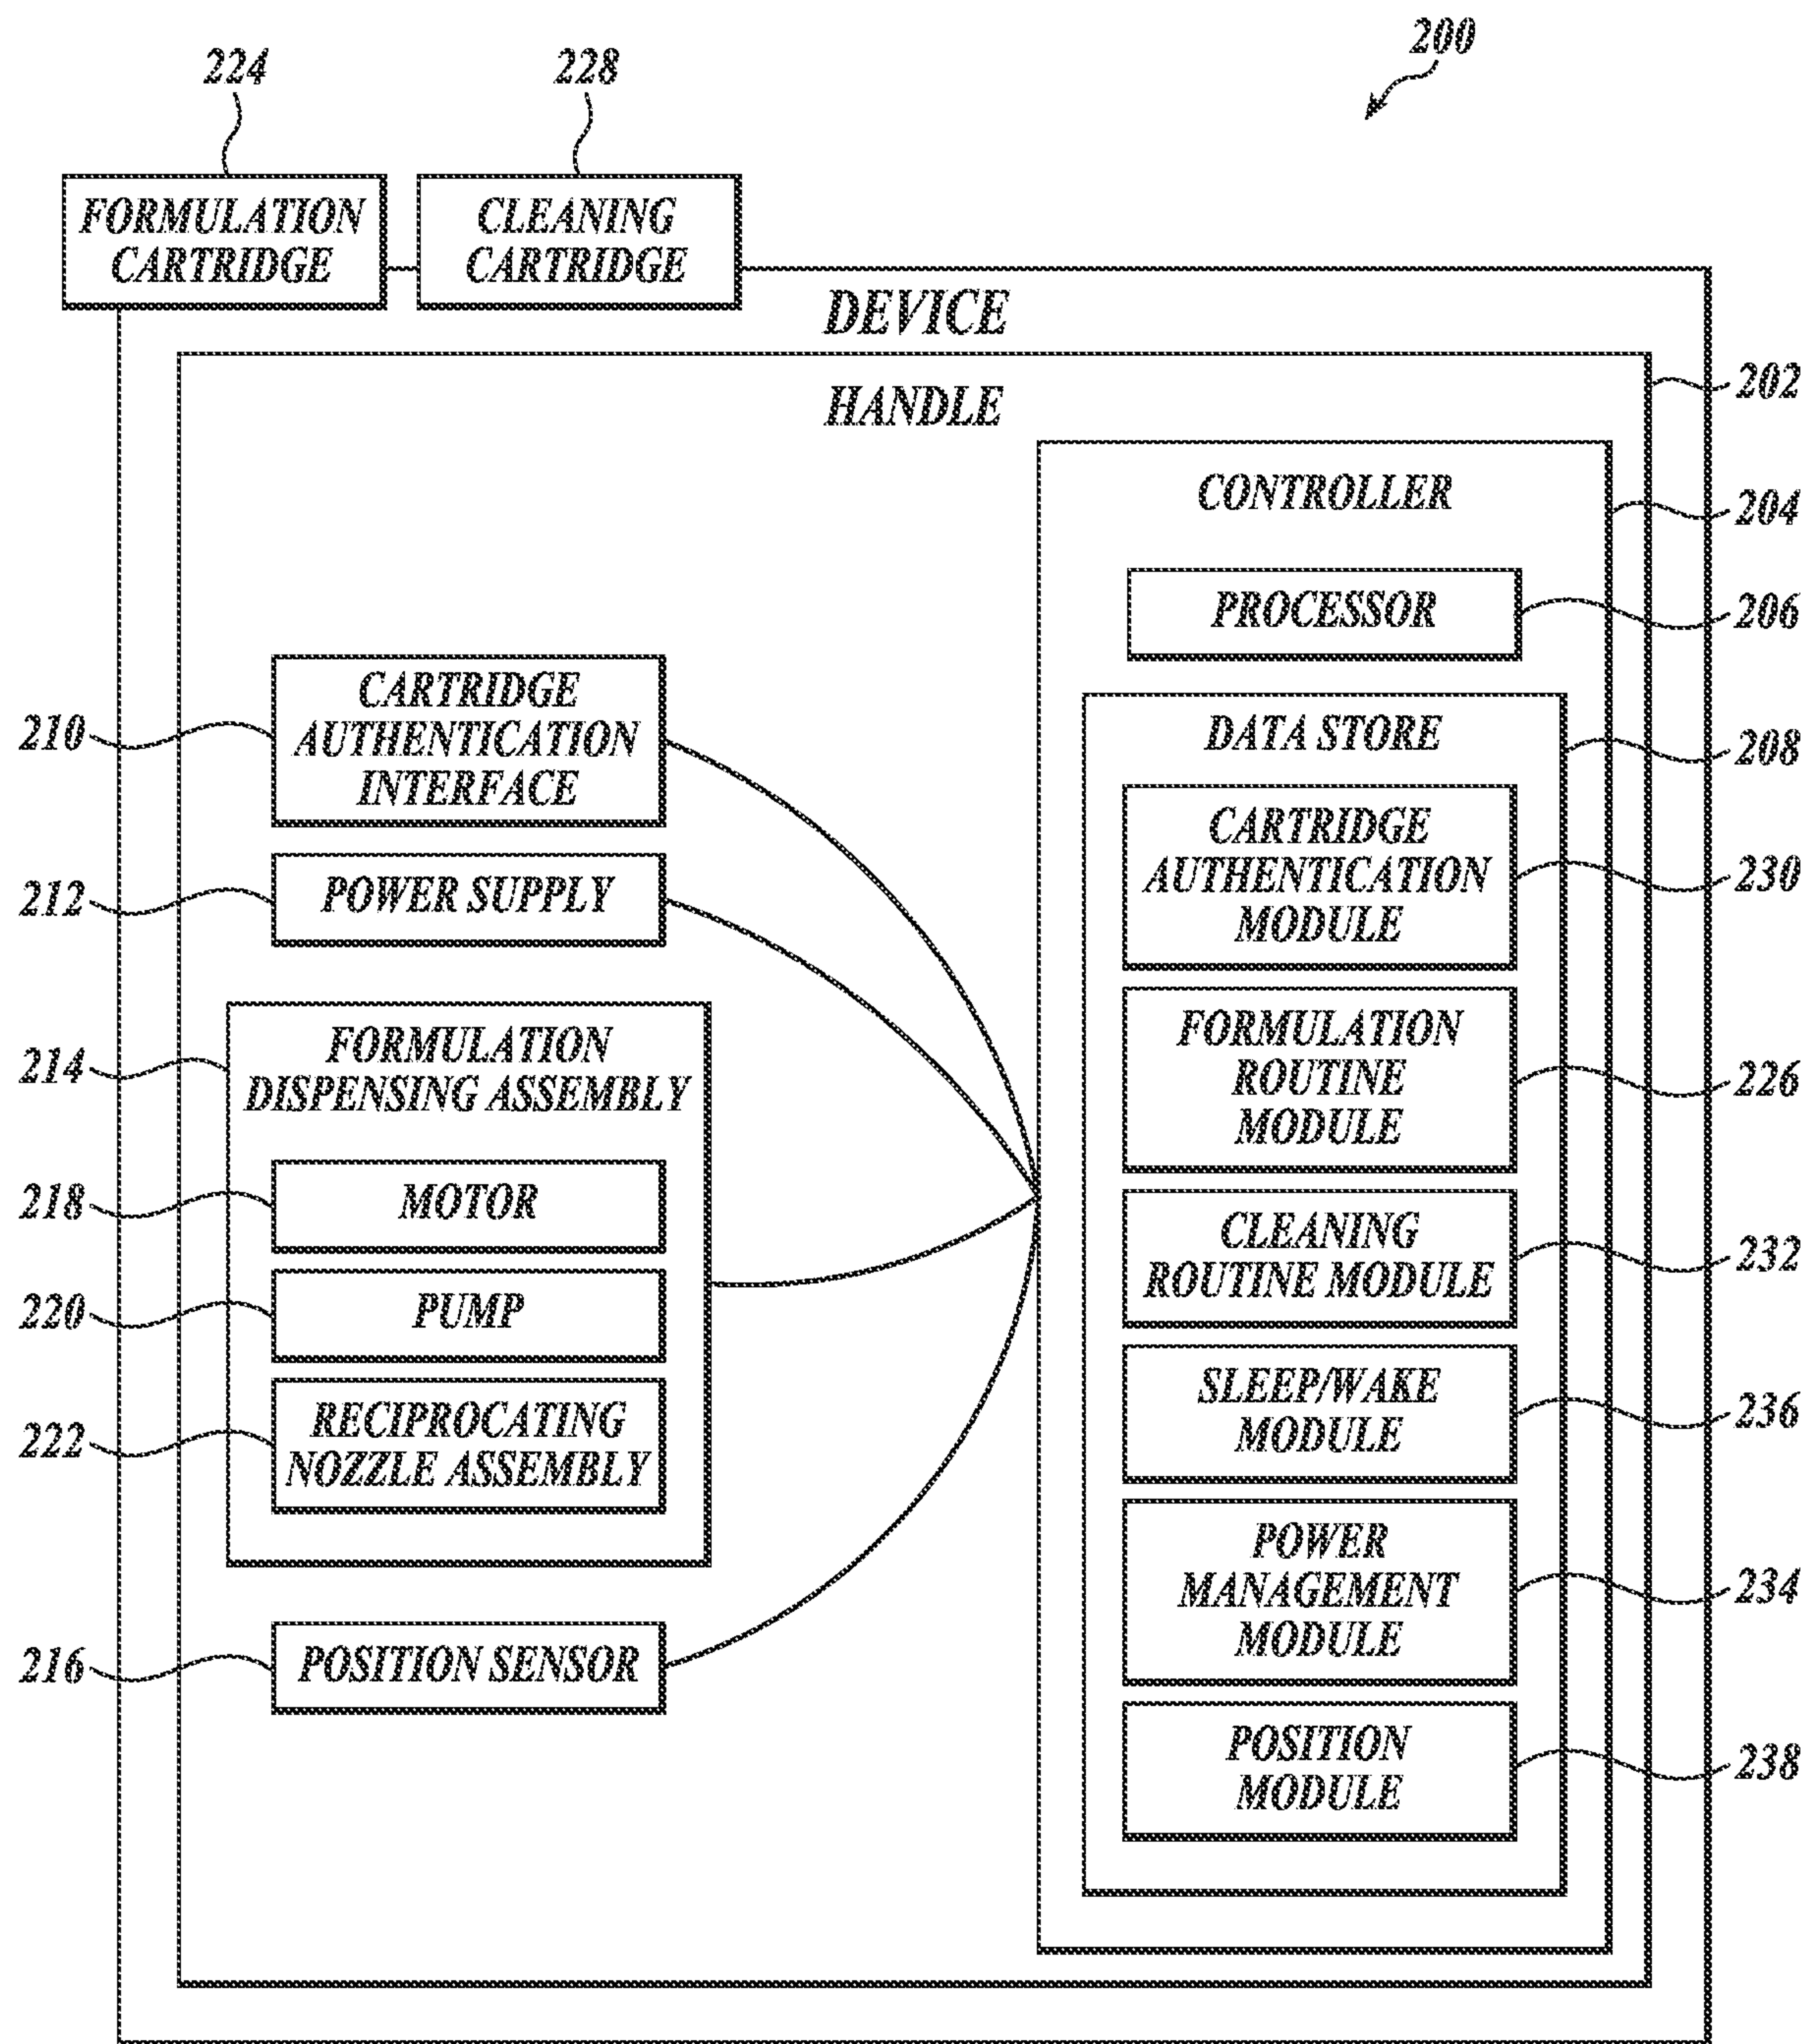 200
224
228
FORMULATION
CARTRIDGE
CLEANING
CARTRIDGE
DEVICE
HANDLE
202
CONTROLLER
204
PROCESSOR
206
DATA STORE
208
CARTRIDGE
AUTHENTICATION
MODULE
230
FORMULATION
ROUTINE
MODULE
226
CLEANING
ROUTINE MODULE
232
SLEEP/WAKE
MODULE
236
POWER
MANAGEMENT
MODULE
234
POSITION
MODULE
238
210
CARTRIDGE
AUTHENTICATION
INTERFACE
212
POWER SUPPLY
214
FORMULATION
DISPENSING ASSEMBLY
218
MOTOR
220
PUMP
222
RECIPROCATING
NOZZLE ASSEMBLY
216
POSITION SENSOR